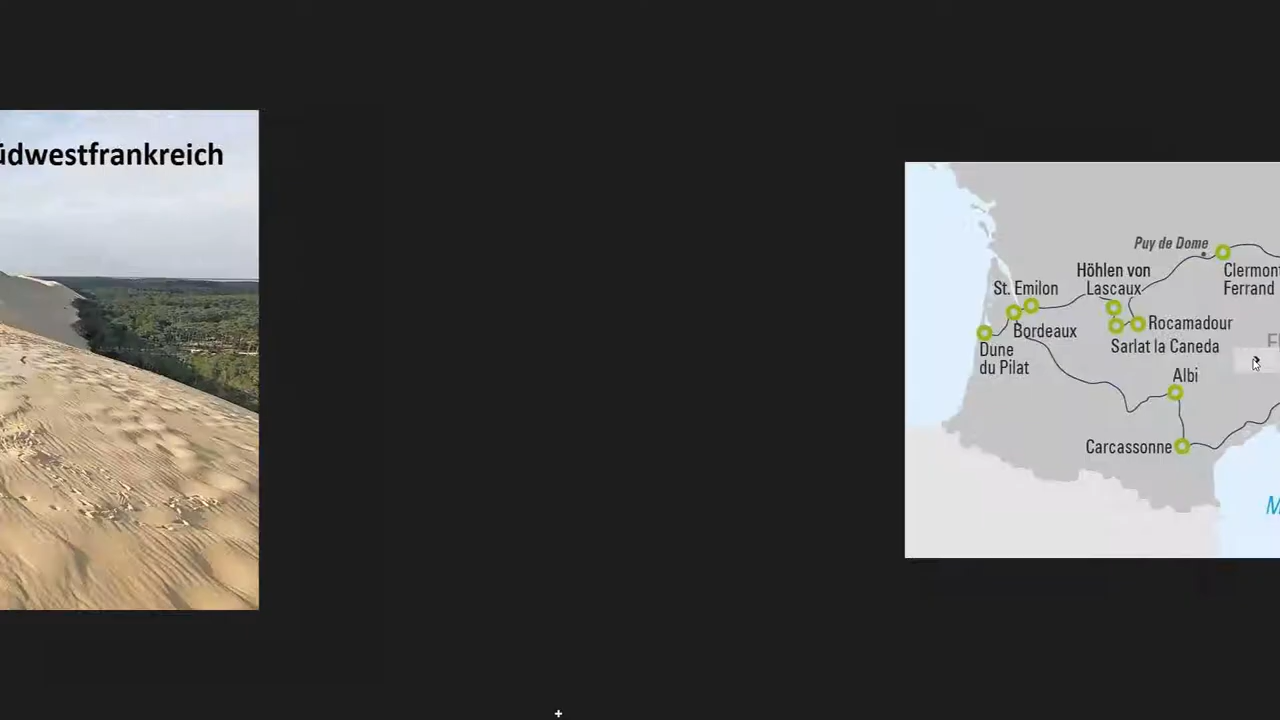 üdwestfrankreich
Puy de Dome
Höhlen von
Lascaux
Clermont
Ferrand
St. Emilon
Bordeaux
Rocamadour
Sarlat la Caneda
Dune
du Pilat
Albi
Carcassonne